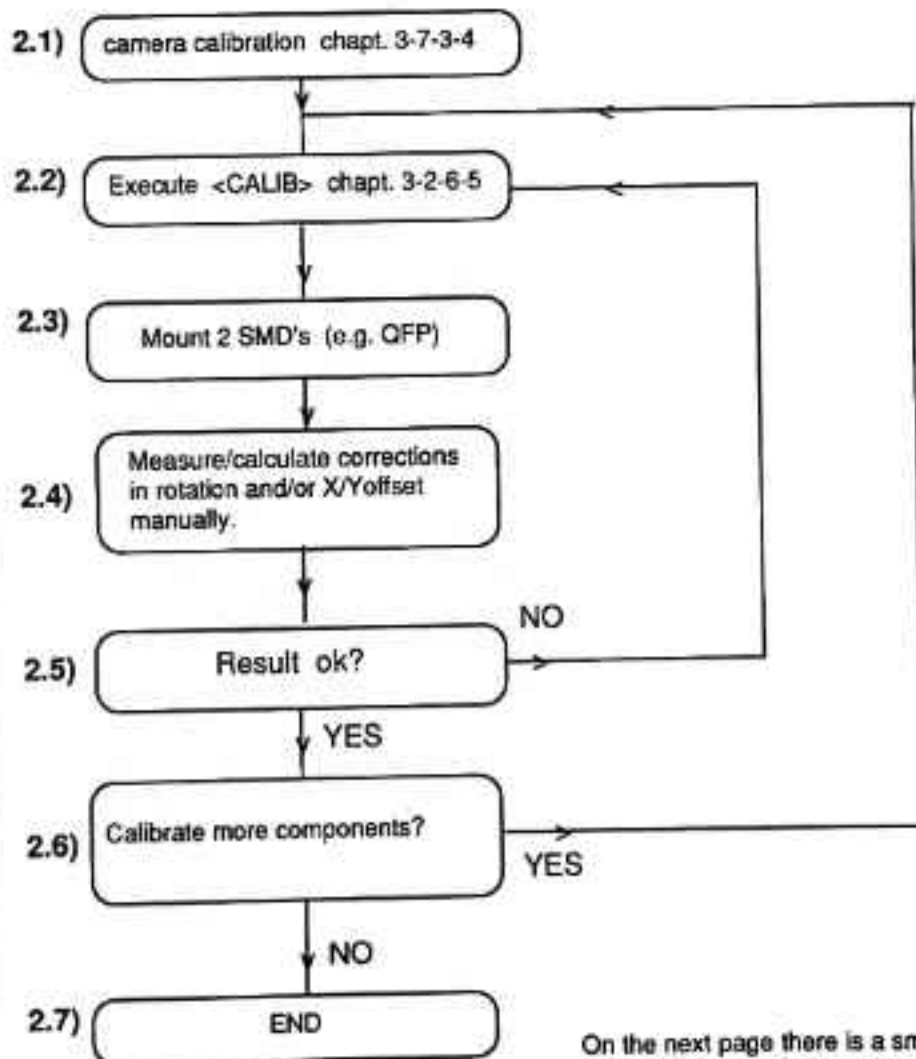 2.1) camera calibration chapt. 3-7-3-4
2.2) Execute <CALIB> chapt. 3-2-6-5
2.3) Mount 2 SMD's (e.g. QFP)
2.4) Measure/calculate corrections
in rotation and/or X/Yoffset
manually.
NO
2.5) Result ok?
YES
2.6) Calibrate more components?
YES
NO
2.7) END
On the next page there is a